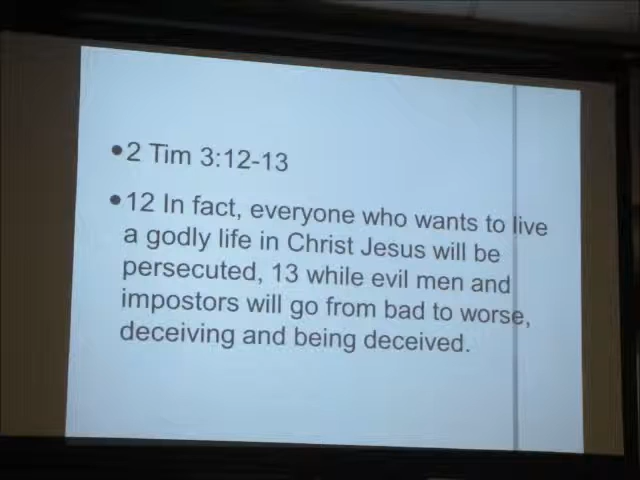 •2 Tim 3:12-13
•12 In fact, everyone who wants to live
a godly life in Christ Jesus will be
persecuted, 13 while evil men and
impostors will go from bad to worse,
deceiving and being deceived.